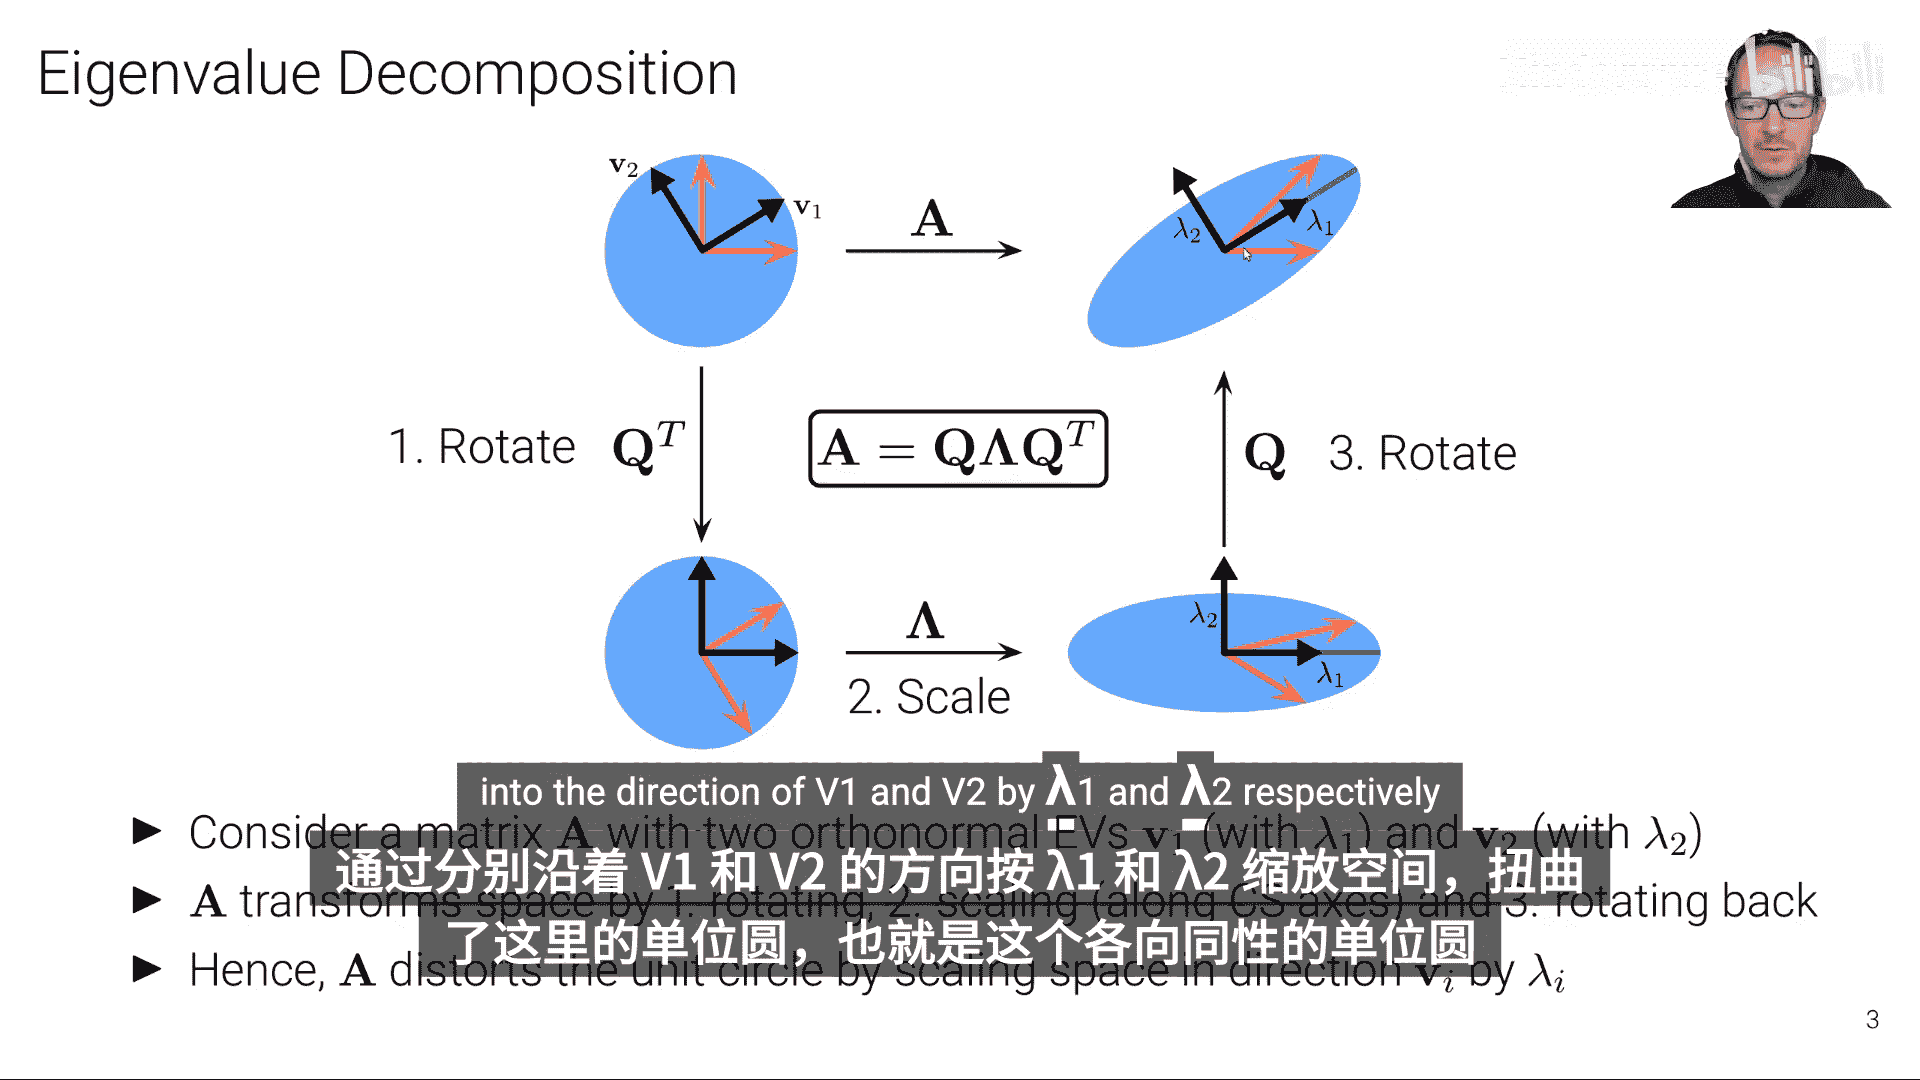 Eigenvalue Decomposition
bilibili
v₂
v₁
A
λ₂
λ₁
1. Rotate Qᵀ
A = QΛQᵀ
Q 3. Rotate
Λ
2. Scale
λ₂
λ₁
into the direction of V1 and V2 by λ1 and λ2 respectively
Consider a matrix A with two orthonormal EVs v₁ (with λ₁) and v₂ (with λ₂)
通过分别沿着 V1 和 V2 的方向按 λ1 和 λ2 缩放空间，扭曲
A transforms space by 1. rotating, 2. scaling (along CS axes) and 3. rotating back
了这里的单位圆，也就是这个各向同性的单位圆
Hence, A distorts the unit circle by scaling space in direction vᵢ by λᵢ
3